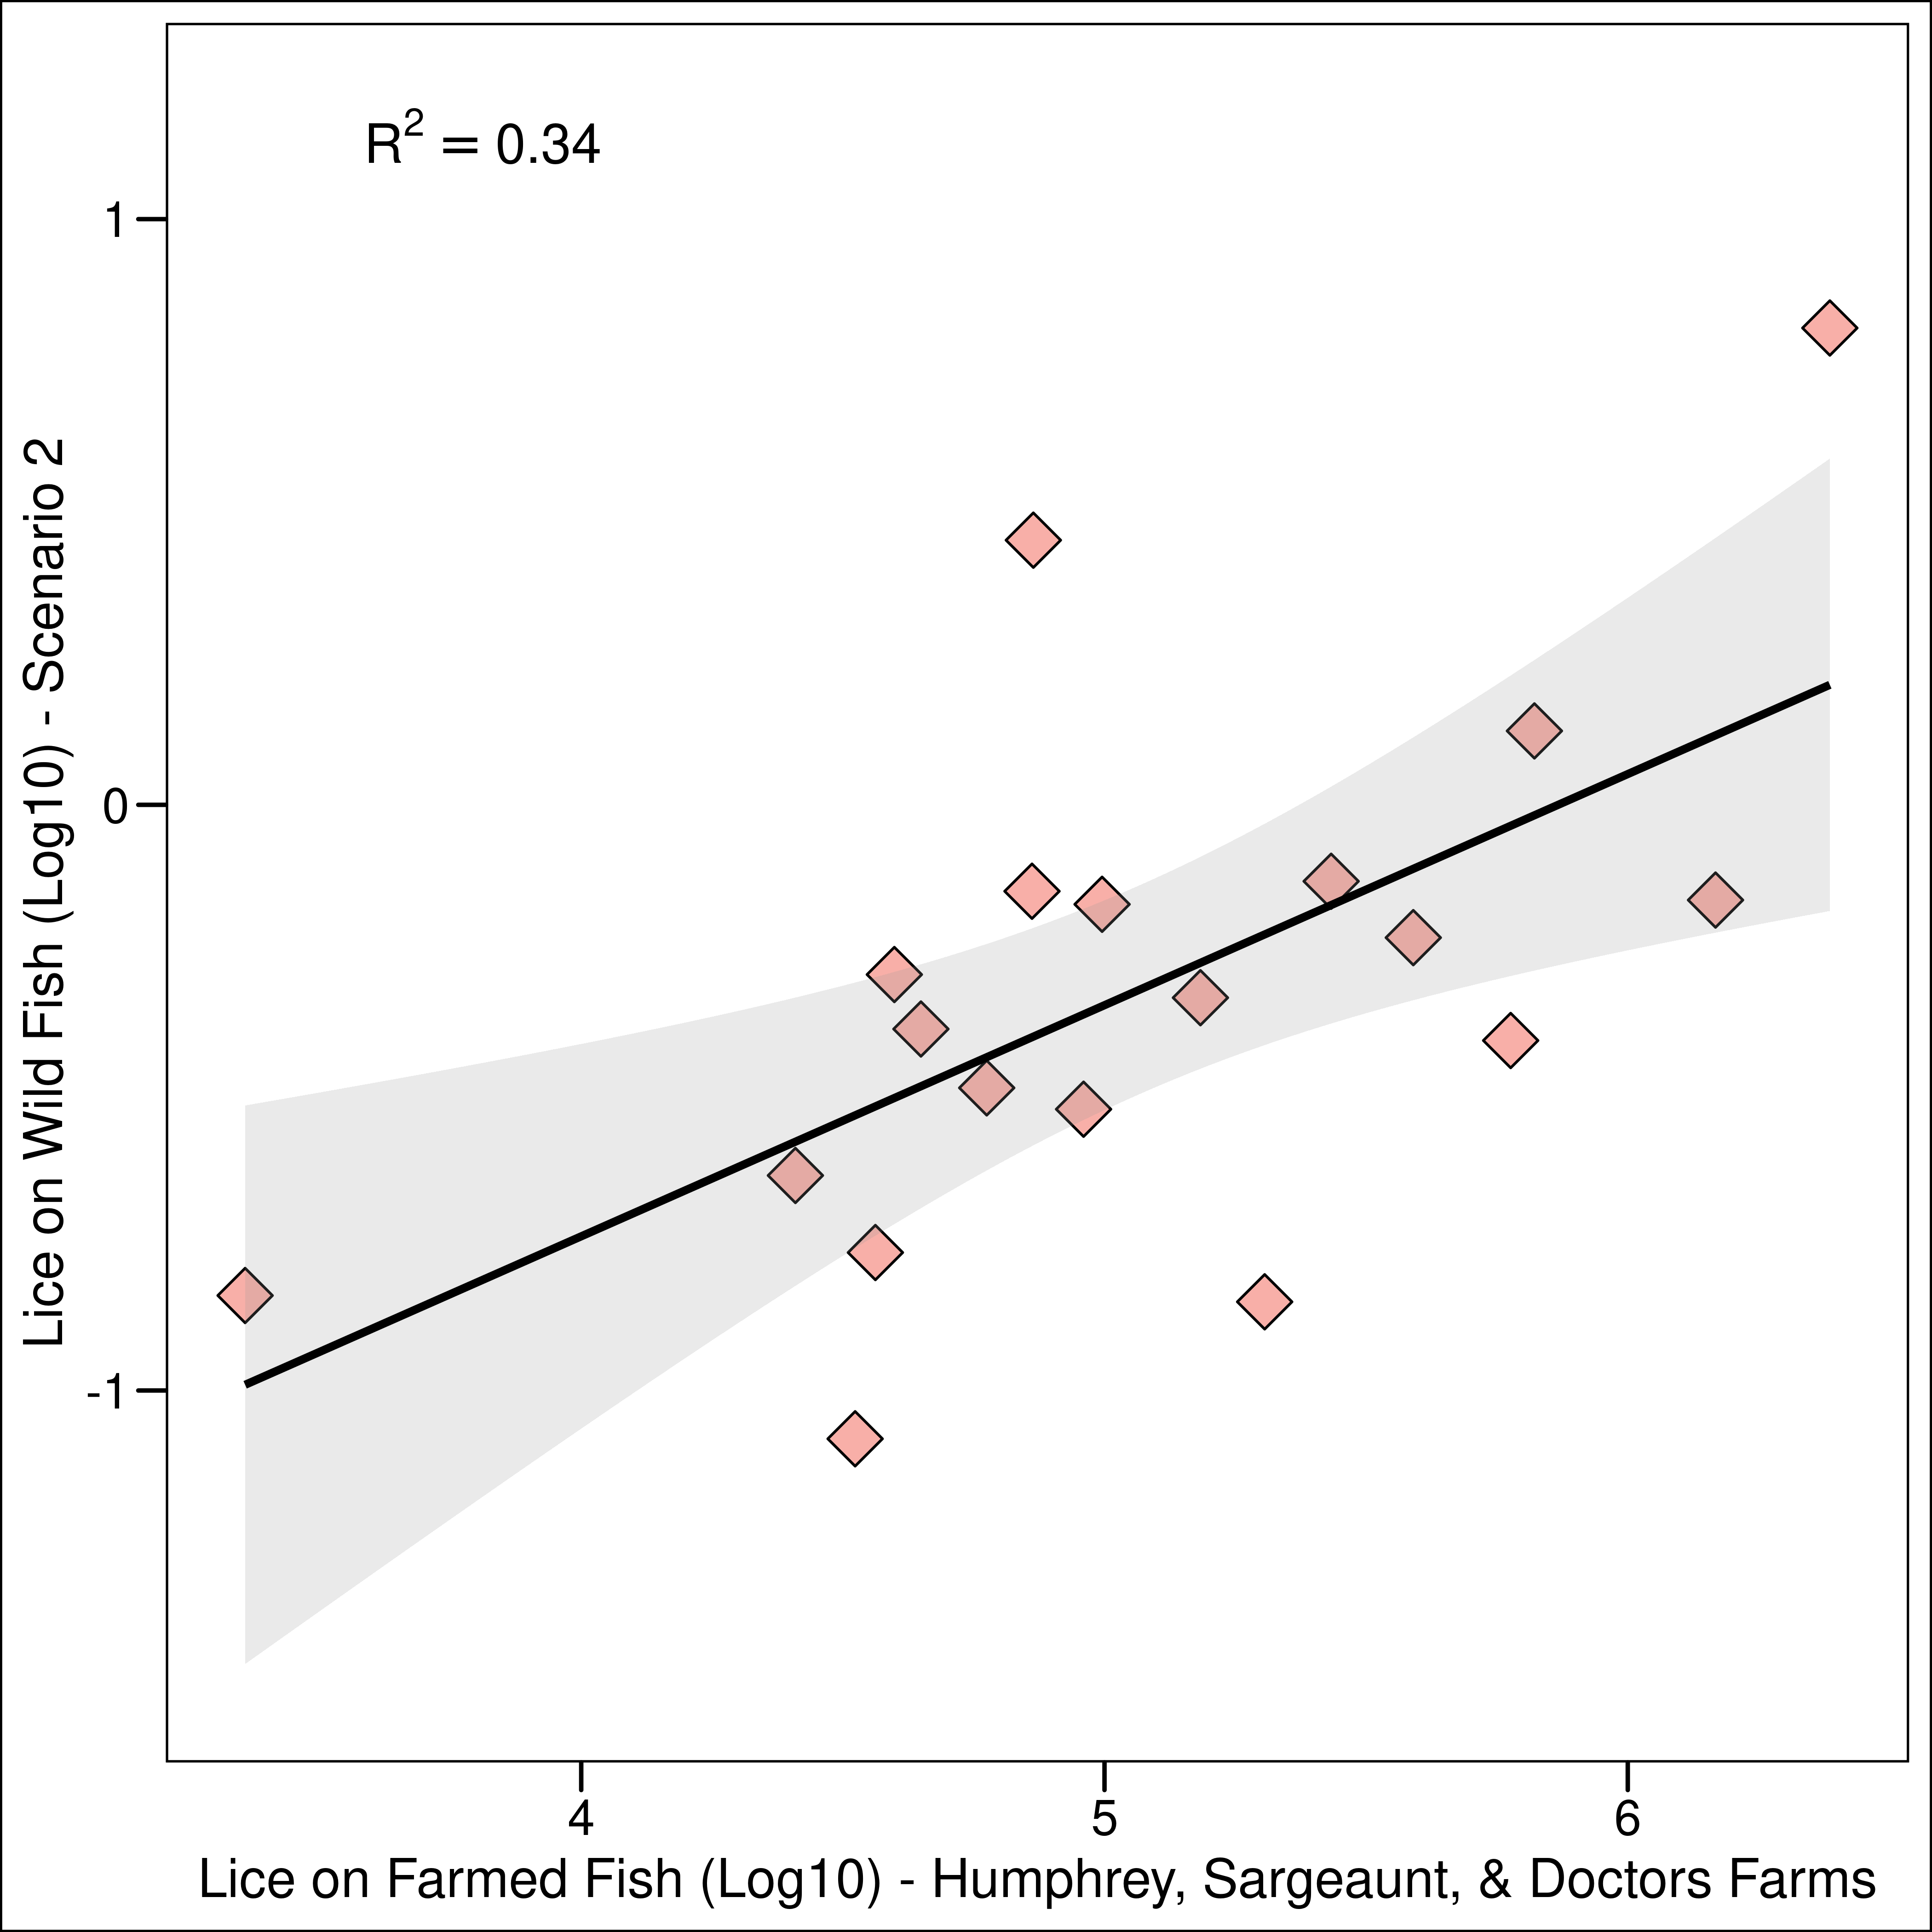 R² = 0.34
1
0
-1
Lice on Wild Fish (Log10) - Scenario 2
4 5 6
Lice on Farmed Fish (Log10) - Humphrey, Sargeaunt, & Doctors Farms